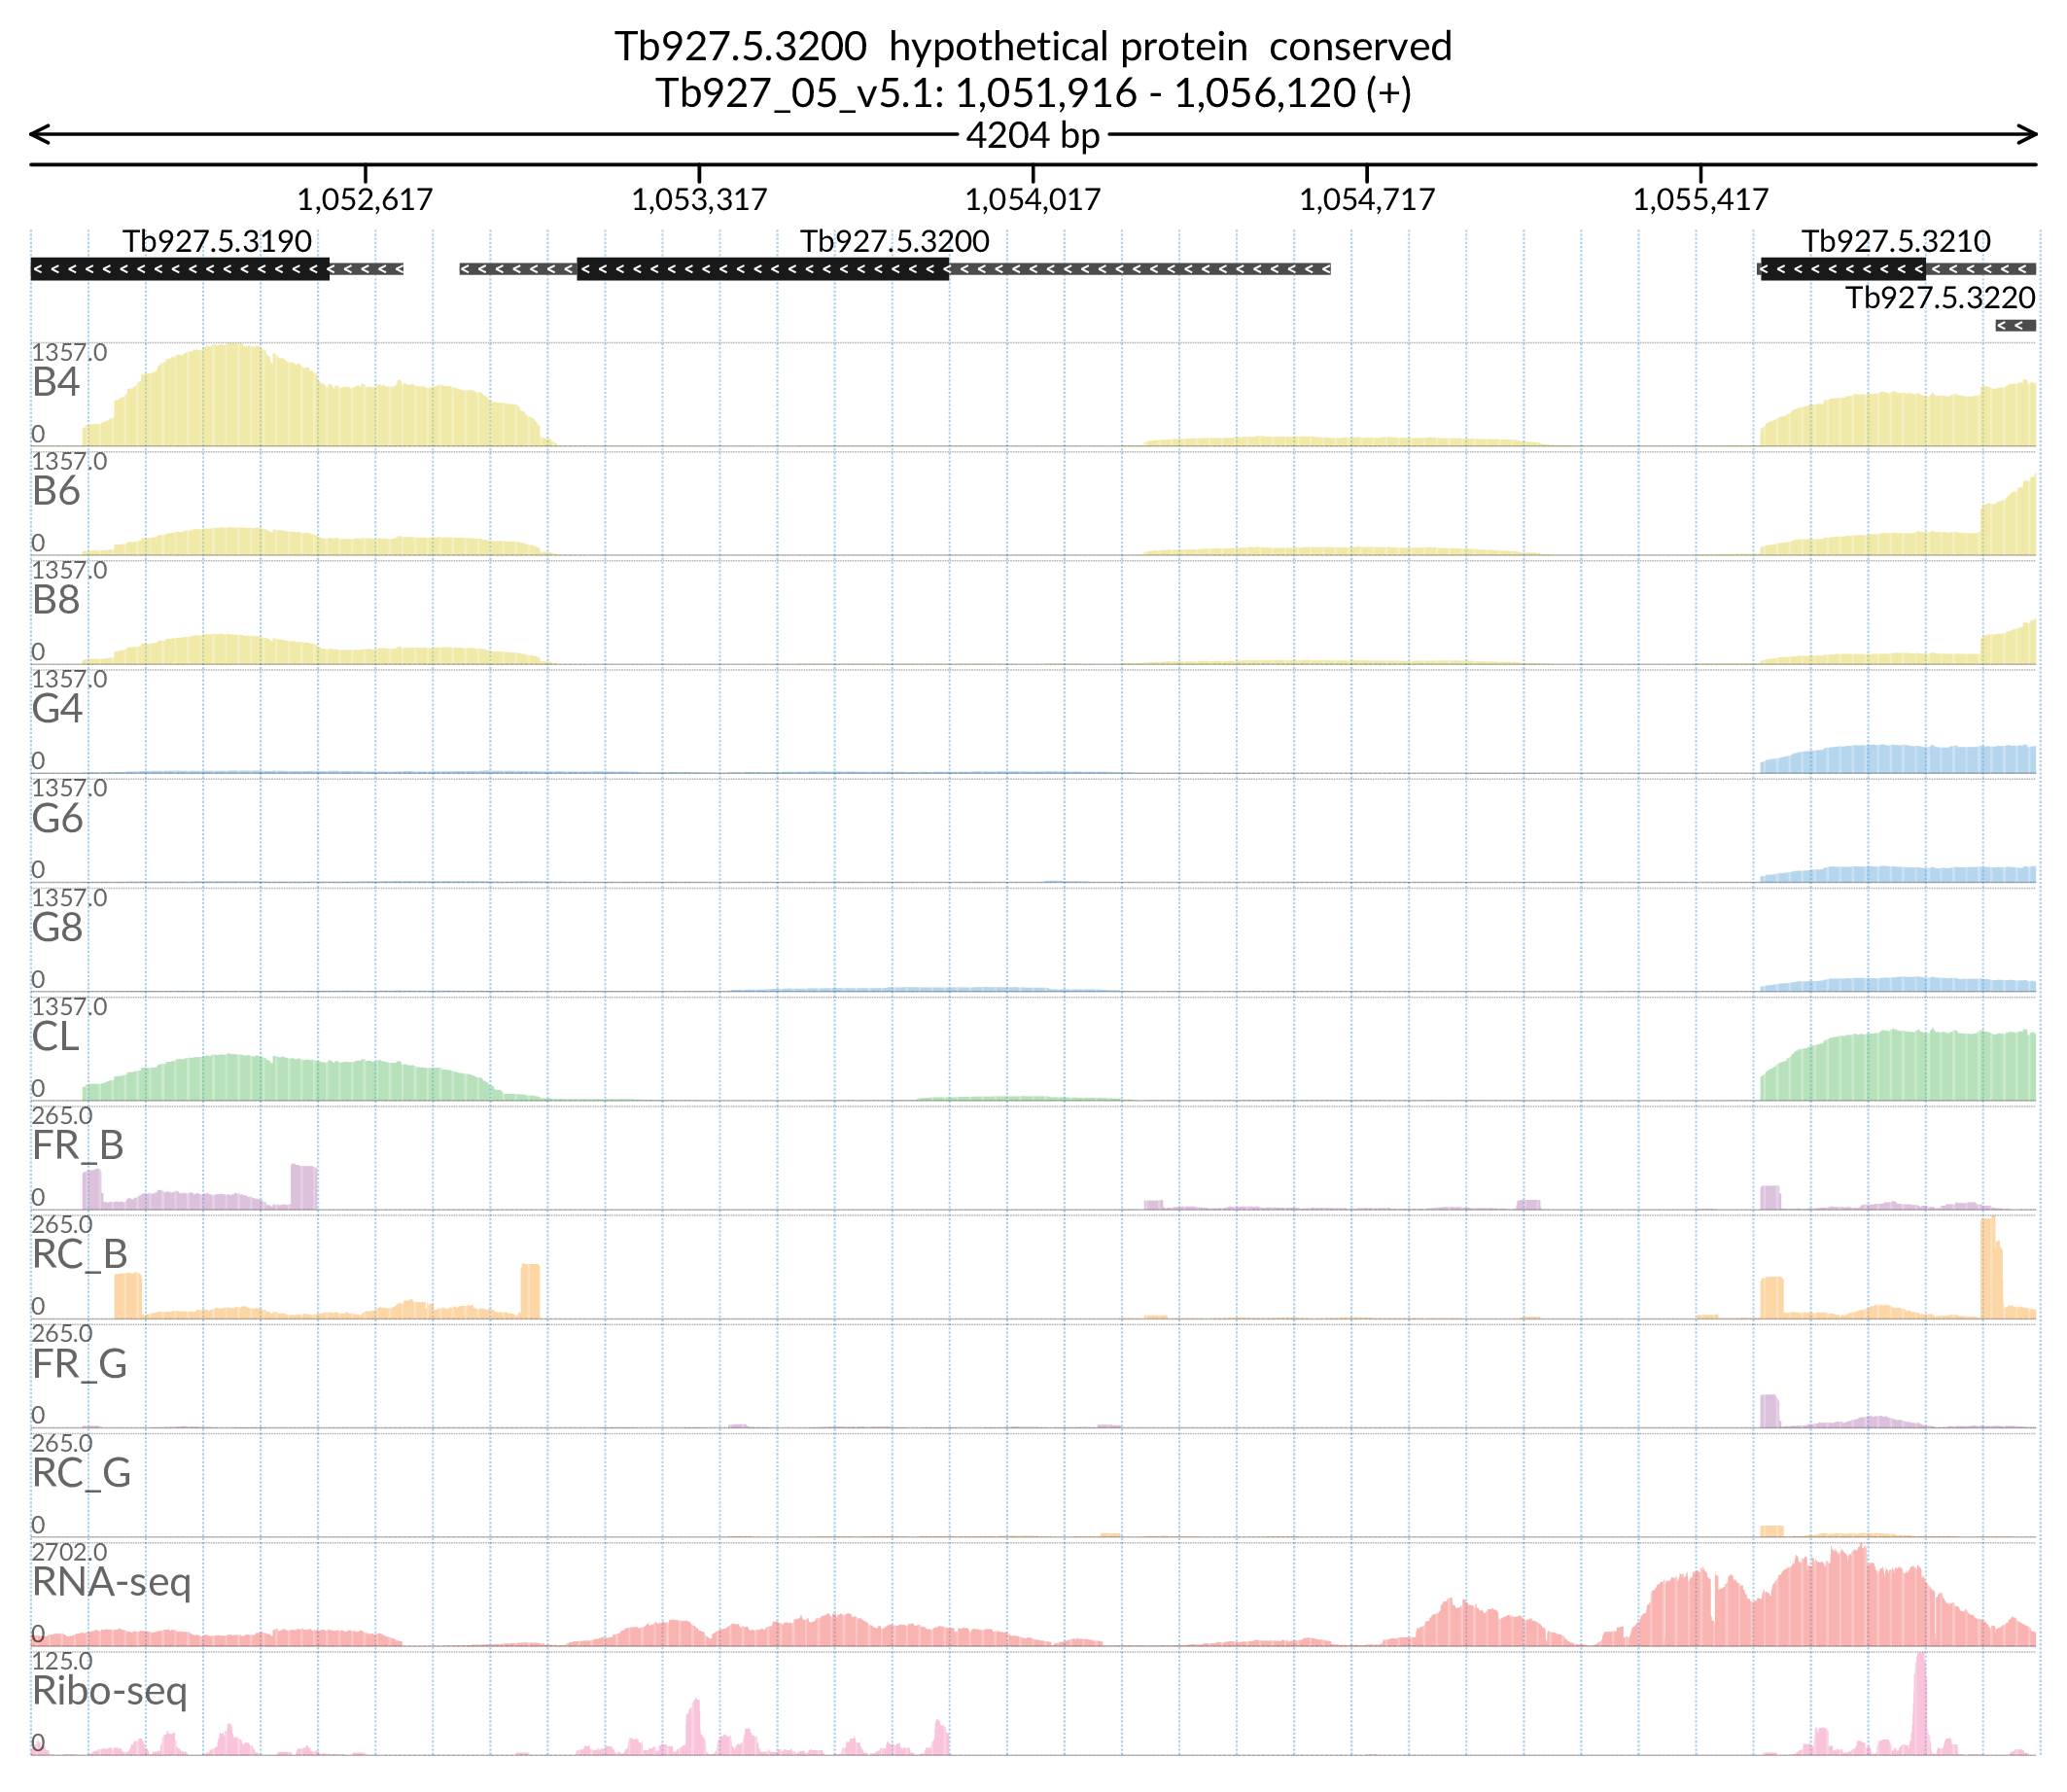 Tb927.5.3200 hypothetical protein conserved
Tb927_05_v5.1: 1,051,916 - 1,056,120 (+)
4204 bp
1,052,617 1,053,317 1,054,017 1,054,717 1,055,417
Tb927.5.3190 Tb927.5.3200 Tb927.5.3210
Tb927.5.3220
1357.0
B4
0
1357.0
B6
0
1357.0
B8
0
1357.0
G4
0
1357.0
G6
0
1357.0
G8
0
1357.0
CL
0
265.0
FR_B
0
265.0
RC_B
0
265.0
FR_G
0
265.0
RC_G
0
2702.0
RNA-seq
0
125.0
Ribo-seq
0